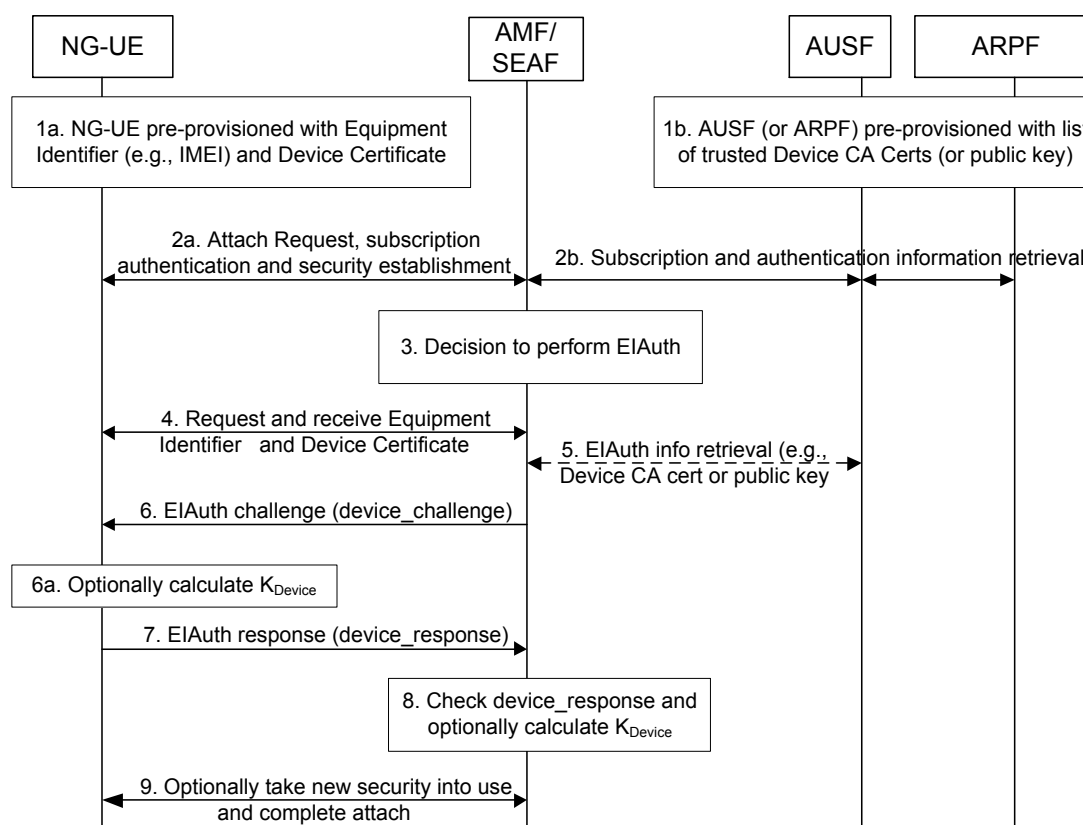 NG-UE
AMF/
SEAF
AUSF
ARPF
1a. NG-UE pre-provisioned with Equipment
Identifier (e.g., IMEI) and Device Certificate
1b. AUSF (or ARPF) pre-provisioned with list
of trusted Device CA Certs (or public key)
2a. Attach Request, subscription
authentication and security establishment
2b. Subscription and authentication information retrieval
3. Decision to perform EIAuth
4. Request and receive Equipment
Identifier and Device Certificate
5. EIAuth info retrieval (e.g.,
Device CA cert or public key
6. EIAuth challenge (device_challenge)
6a. Optionally calculate KDevice
7. EIAuth response (device_response)
8. Check device_response and
optionally calculate KDevice
9. Optionally take new security into use
and complete attach